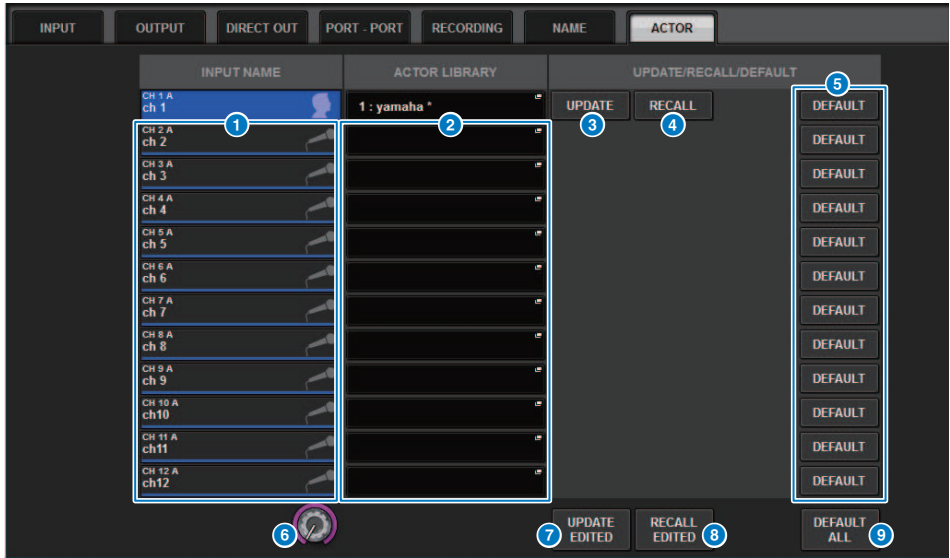 INPUT OUTPUT DIRECT OUT PORT - PORT RECORDING NAME ACTOR
INPUT NAME ACTOR LIBRARY UPDATE/RECALL/DEFAULT
5
CH 1 A
ch 1 1 : yamaha * UPDATE RECALL DEFAULT
1 2 3 4
CH 2 A
ch 2 DEFAULT
CH 3 A
ch 3 DEFAULT
CH 4 A
ch 4 DEFAULT
CH 5 A
ch 5 DEFAULT
CH 6 A
ch 6 DEFAULT
CH 7 A
ch 7 DEFAULT
CH 8 A
ch 8 DEFAULT
CH 9 A
ch 9 DEFAULT
CH 10 A
ch10 DEFAULT
CH 11 A
ch11 DEFAULT
CH 12 A
ch12 DEFAULT
6 7 UPDATE EDITED RECALL EDITED 8 DEFAULT ALL 9